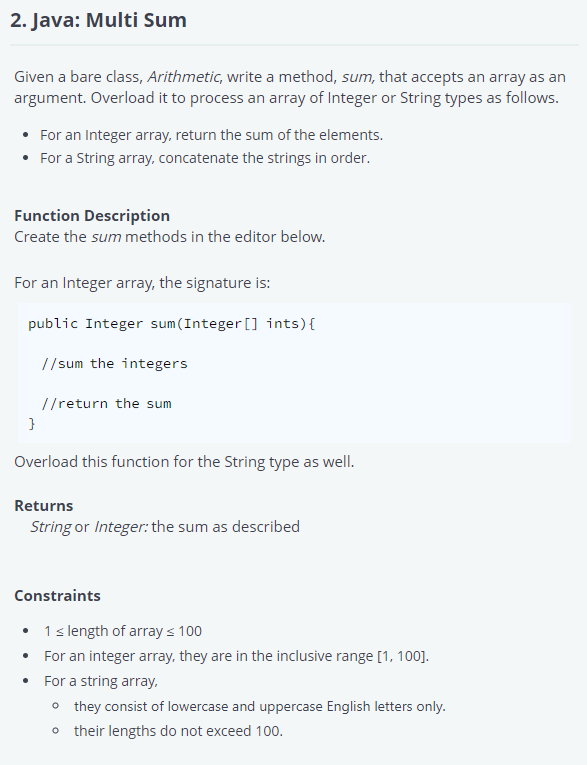 2. Java: Multi Sum
Given a bare class, Arithmetic, write a method, sum, that accepts an array as an
argument. Overload it to process an array of Integer or String types as follows.
• For an Integer array, return the sum of the elements.
• For a String array, concatenate the strings in order.
Function Description
Create the sum methods in the editor below.
For an Integer array, the signature is:
public Integer sum(Integer[] ints){
//sum the integers
//return the sum
}
Overload this function for the String type as well.
Returns
String or Integer: the sum as described
Constraints
• 1 ≤ length of array ≤ 100
• For an integer array, they are in the inclusive range [1, 100].
• For a string array,
○ they consist of lowercase and uppercase English letters only.
○ their lengths do not exceed 100.